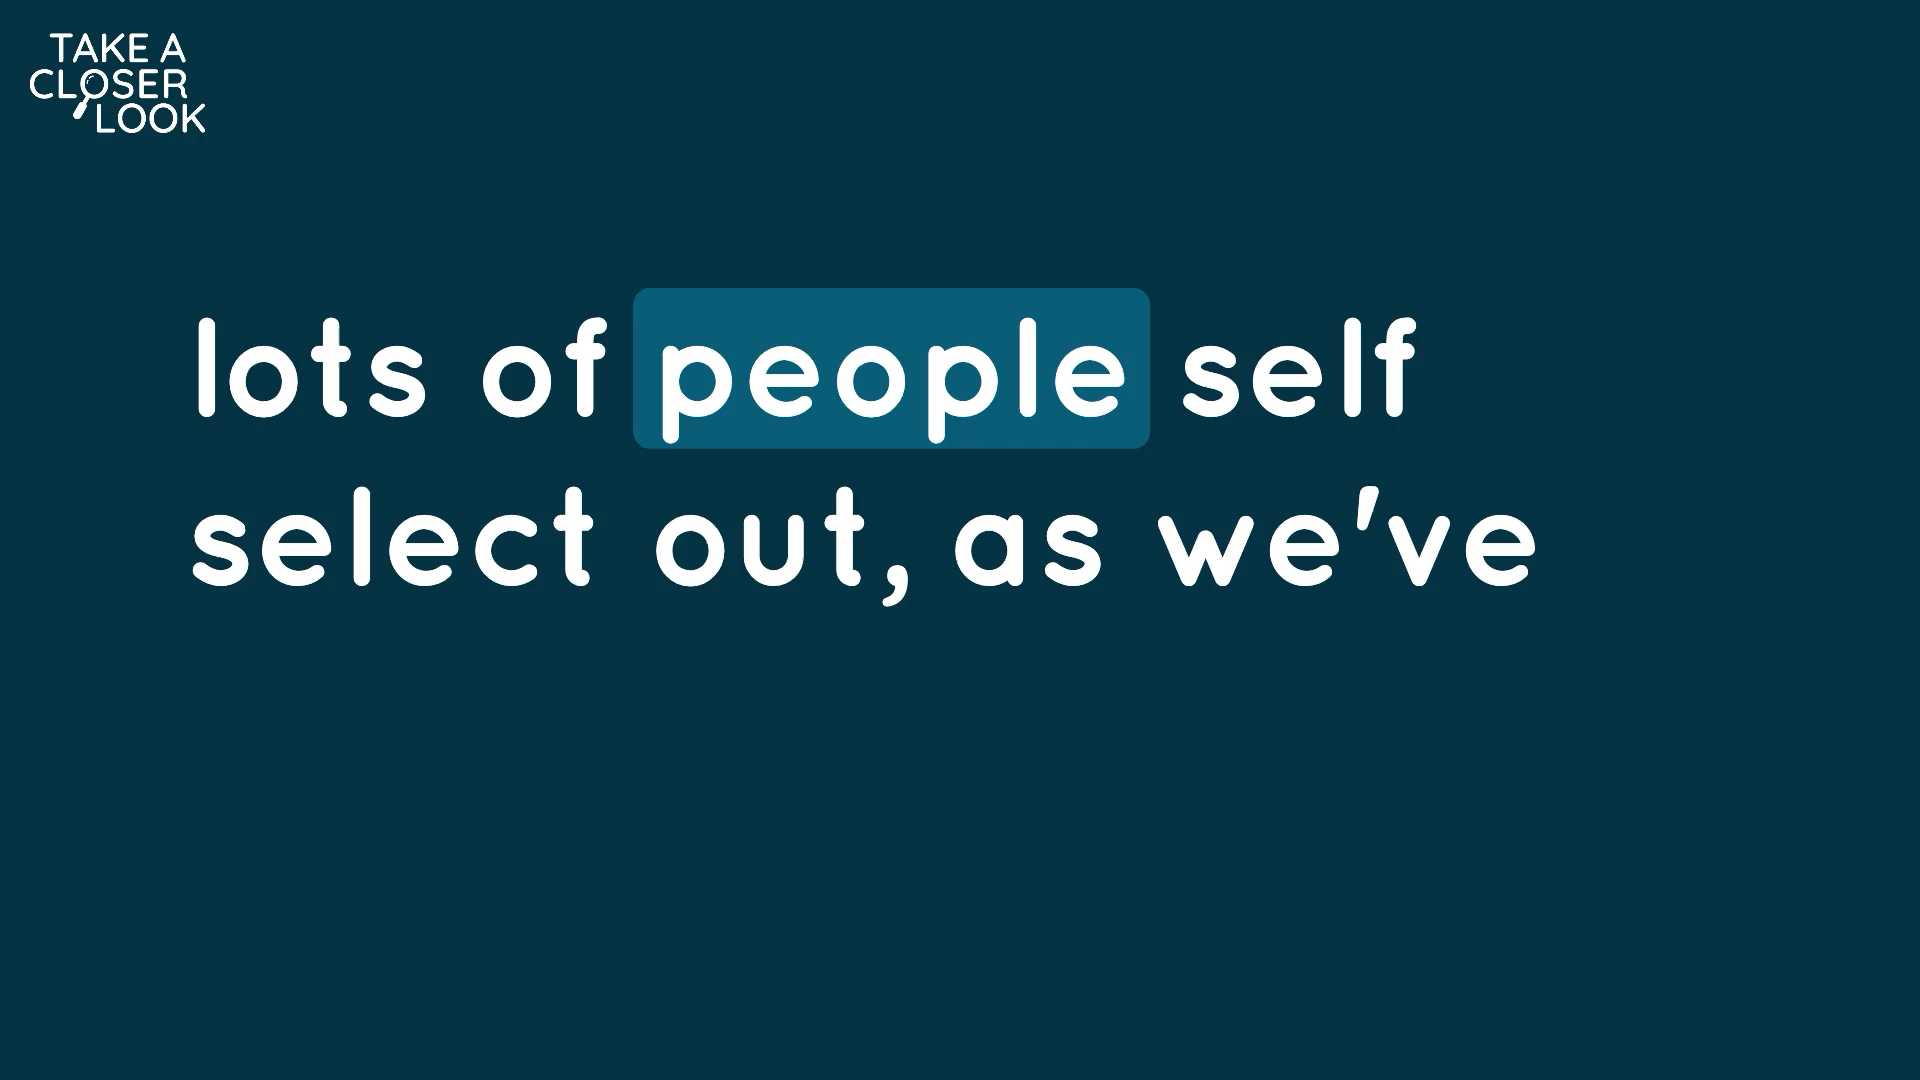 TAKE A
CLOSER
LOOK
lots of people self
select out, as we've